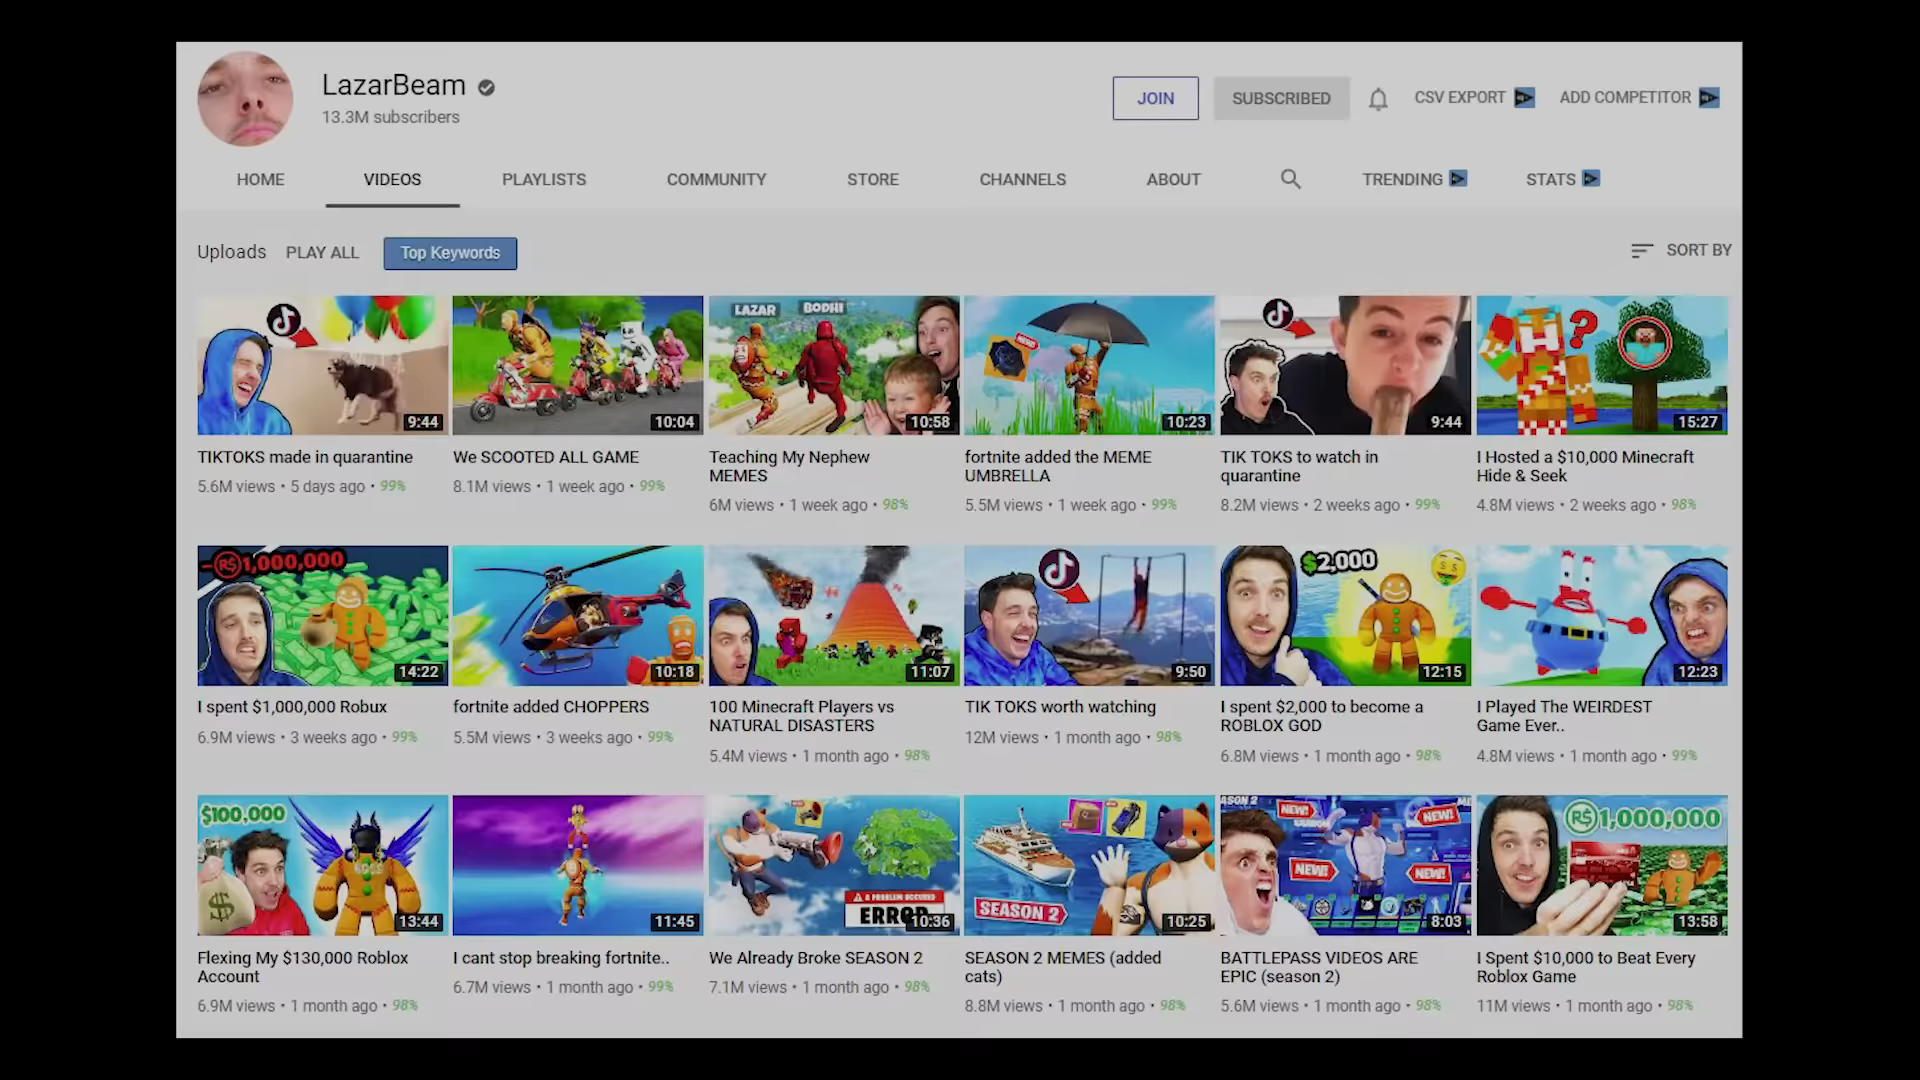 LazarBeam
13.3M subscribers
JOIN
SUBSCRIBED
CSV EXPORT
ADD COMPETITOR
HOME
VIDEOS
PLAYLISTS
COMMUNITY
STORE
CHANNELS
ABOUT
TRENDING
STATS
Uploads
PLAY ALL
Top Keywords
SORT BY
9:44
10:04
LAZAR
BODHI
10:58
NEW!
10:23
9:44
?
15:27
TIKTOKS made in quarantine
5.6M views • 5 days ago • 99%
We SCOOTED ALL GAME
8.1M views • 1 week ago • 99%
Teaching My Nephew
MEMES
6M views • 1 week ago • 98%
fortnite added the MEME
UMBRELLA
5.5M views • 1 week ago • 99%
TIK TOKS to watch in
quarantine
8.2M views • 2 weeks ago • 99%
I Hosted a $10,000 Minecraft
Hide & Seek
4.8M views • 2 weeks ago • 98%
-R$1,000,000
14:22
10:18
11:07
9:50
$2,000
12:15
12:23
I spent $1,000,000 Robux
6.9M views • 3 weeks ago • 99%
fortnite added CHOPPERS
5.5M views • 3 weeks ago • 99%
100 Minecraft Players vs
NATURAL DISASTERS
5.4M views • 1 month ago • 98%
TIK TOKS worth watching
12M views • 1 month ago • 98%
I spent $2,000 to become a
ROBLOX GOD
6.8M views • 1 month ago • 98%
I Played The WEIRDEST
Game Ever..
4.8M views • 1 month ago • 99%
$100,000
$
13:44
11:45
A PROBLEM OCCURED
ERROR
10:36
SEASON 2
10:25
ASON 2
NEW!
NEW!
NEW!
NEW!
8:03
R$1,000,000
13:58
Flexing My $130,000 Roblox
Account
6.9M views • 1 month ago • 98%
I cant stop breaking fortnite..
6.7M views • 1 month ago • 99%
We Already Broke SEASON 2
7.1M views • 1 month ago • 98%
SEASON 2 MEMES (added
cats)
8.8M views • 1 month ago • 98%
BATTLEPASS VIDEOS ARE
EPIC (season 2)
5.6M views • 1 month ago • 98%
I Spent $10,000 to Beat Every
Roblox Game
11M views • 1 month ago • 98%